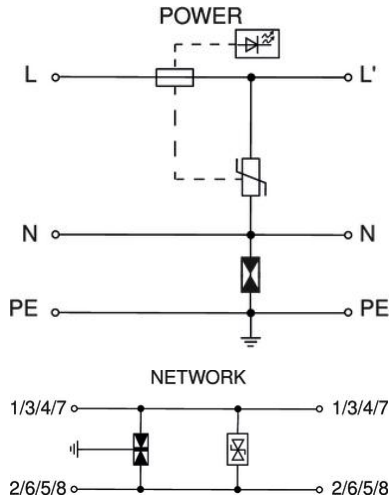 POWER
L L'
N N
PE PE
NETWORK
1/3/4/7 1/3/4/7
2/6/5/8 2/6/5/8